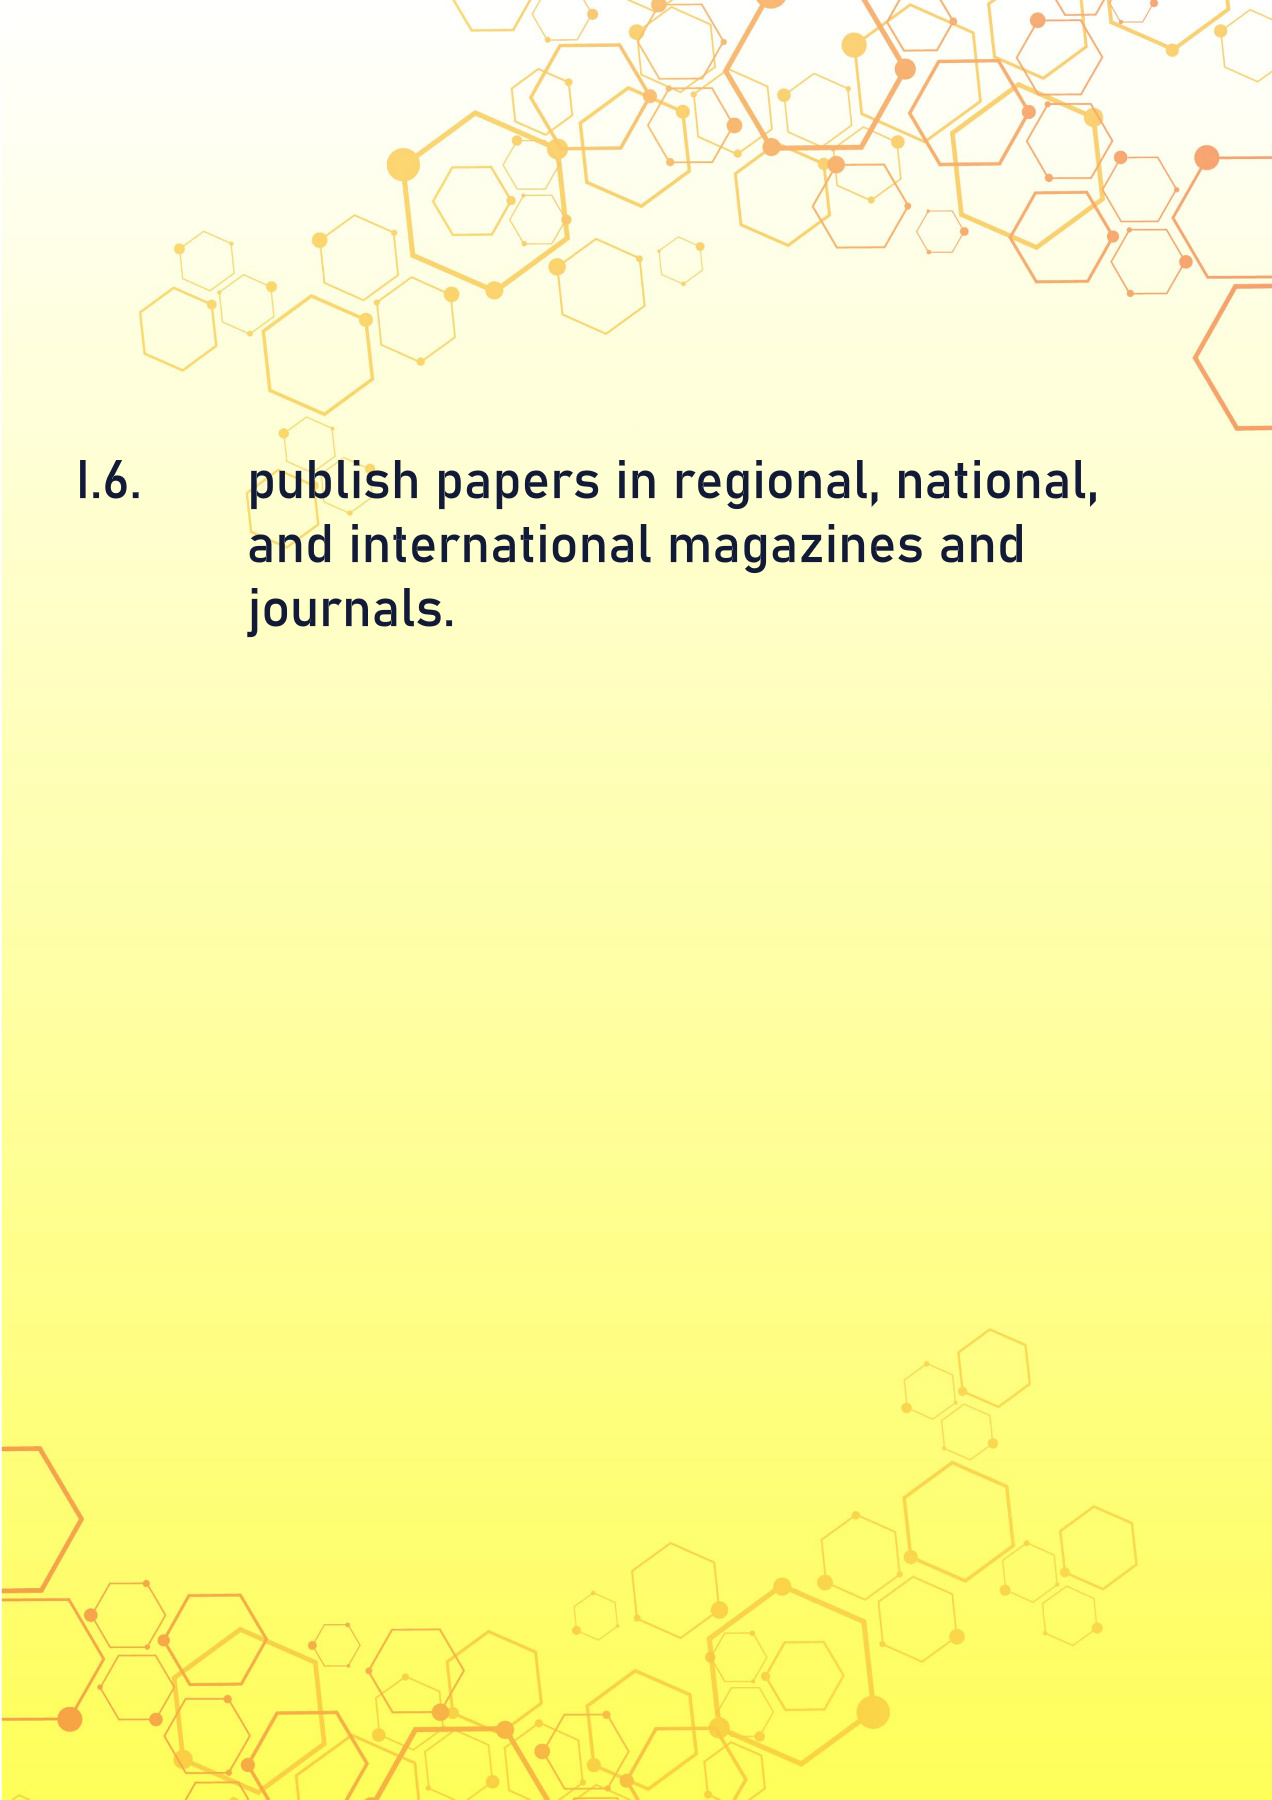 I.6. publish papers in regional, national,
and international magazines and
journals.